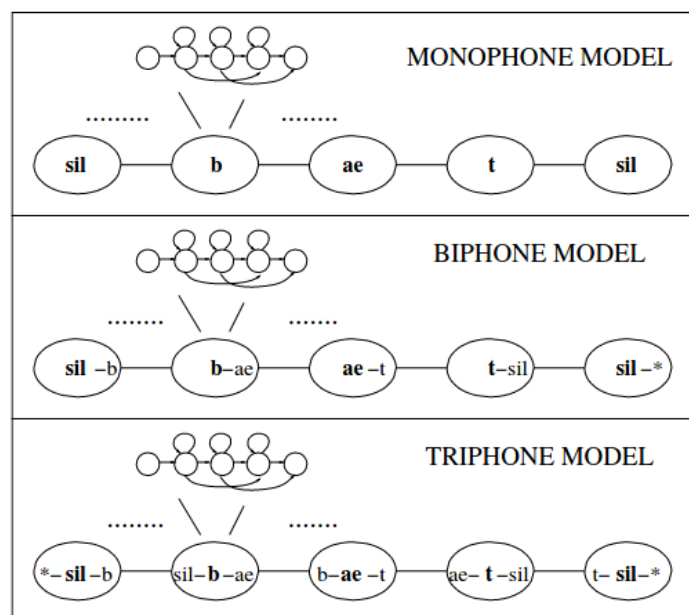 MONOPHONE MODEL
......... ........
sil b ae t sil
BIPHONE MODEL
........ .......
sil -b b-ae ae -t t-sil sil -*
TRIPHONE MODEL
........ .......
*- sil -b sil- b -ae b- ae -t ae- t -sil t- sil -*